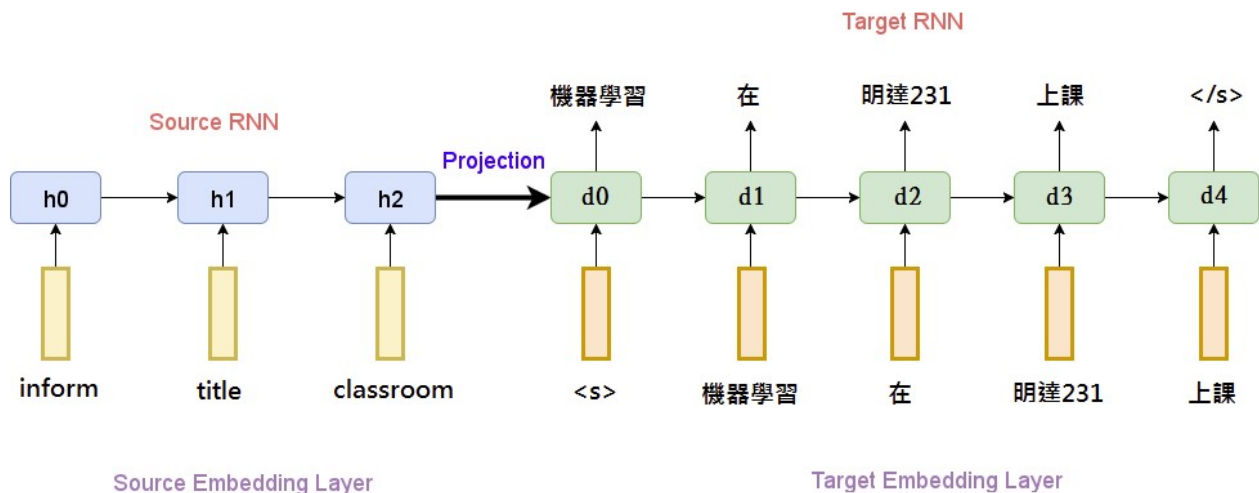 Target RNN
機器學習 在 明達231 上課 </s>
Source RNN
Projection
h0 h1 h2 d0 d1 d2 d3 d4
inform title classroom <s> 機器學習 在 明達231 上課
Source Embedding Layer Target Embedding Layer